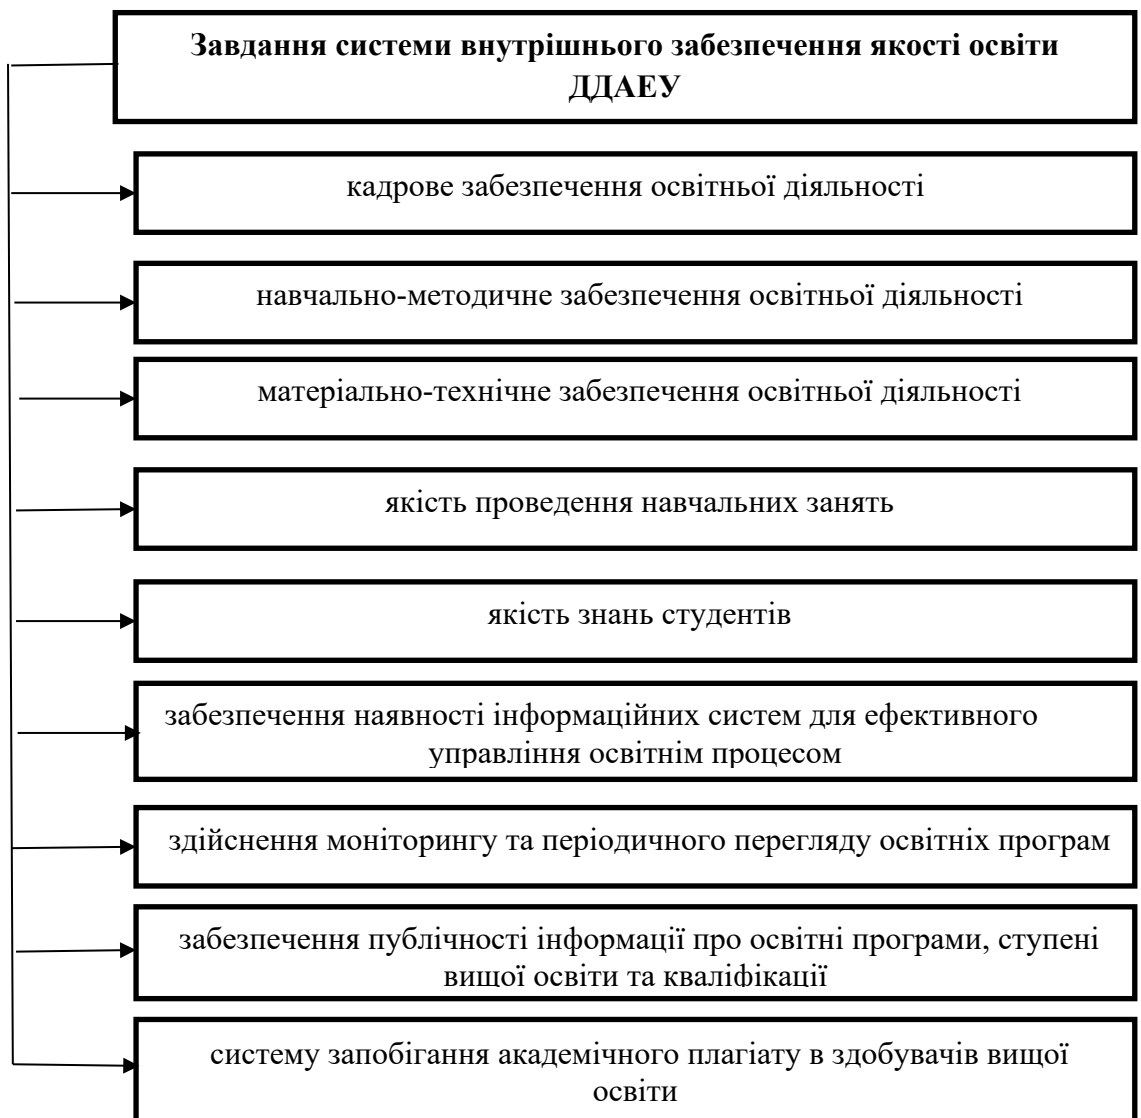 Завдання системи внутрішнього забезпечення якості освіти
ДДАЕУ
кадрове забезпечення освітньої діяльності
навчально-методичне забезпечення освітньої діяльності
матеріально-технічне забезпечення освітньої діяльності
якість проведення навчальних занять
якість знань студентів
забезпечення наявності інформаційних систем для ефективного
управління освітнім процесом
здійснення моніторингу та періодичного перегляду освітніх програм
забезпечення публічності інформації про освітні програми, ступені
вищої освіти та кваліфікації
систему запобігання академічного плагіату в здобувачів вищої
освіти